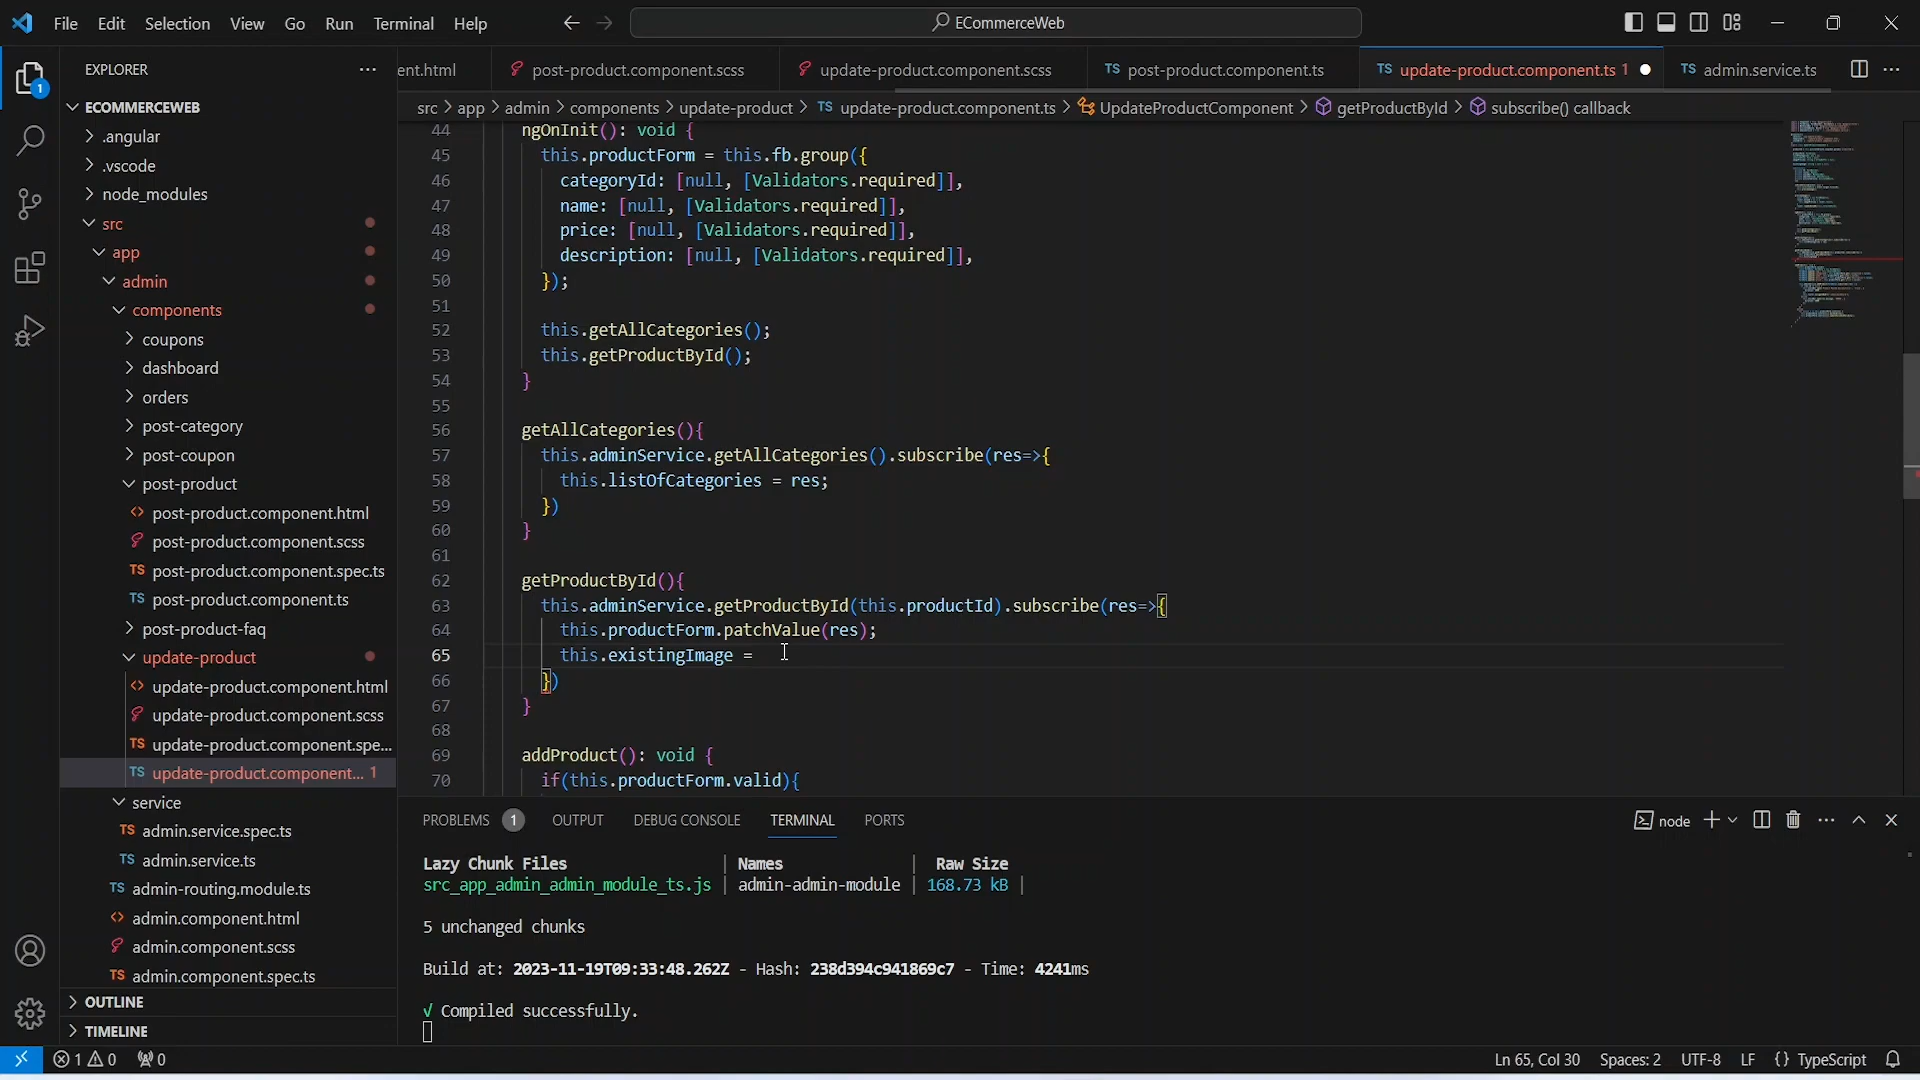 File Edit Selection View Go Run Terminal Help
ECommerceWeb
EXPLORER
ent.html
post-product.component.scss
update-product.component.scss
TS post-product.component.ts
TS update-product.component.ts 1
TS admin.service.ts
src > app > admin > components > update-product > TS update-product.component.ts > UpdateProductComponent > getProductById > subscribe() callback
ECOMMERCEWEB
.angular
.vscode
node_modules
src
app
admin
components
coupons
dashboard
orders
post-category
post-coupon
post-product
<> post-product.component.html
post-product.component.scss
TS post-product.component.spec.ts
TS post-product.component.ts
post-product-faq
update-product
<> update-product.component.html
update-product.component.scss
TS update-product.component.spe...
TS update-product.component... 1
service
TS admin.service.spec.ts
TS admin.service.ts
TS admin-routing.module.ts
<> admin.component.html
admin.component.scss
TS admin.component.spec.ts
OUTLINE
TIMELINE
44 ngOnInit(): void {
45 this.productForm = this.fb.group({
46 categoryId: [null, [Validators.required]],
47 name: [null, [Validators.required]],
48 price: [null, [Validators.required]],
49 description: [null, [Validators.required]],
50 });
51
52 this.getAllCategories();
53 this.getProductById();
54 }
55
56 getAllCategories(){
57 this.adminService.getAllCategories().subscribe(res=>{
58 this.listOfCategories = res;
59 })
60 }
61
62 getProductById(){
63 this.adminService.getProductById(this.productId).subscribe(res=>{
64 this.productForm.patchValue(res);
65 this.existingImage =
66 })
67 }
68
69 addProduct(): void {
70 if(this.productForm.valid){
PROBLEMS 1 OUTPUT DEBUG CONSOLE TERMINAL PORTS
node
Lazy Chunk Files | Names | Raw Size
src_app_admin_admin_module_ts.js | admin-admin-module | 168.73 kB |
5 unchanged chunks
Build at: 2023-11-19T09:33:48.262Z - Hash: 238d394c941869c7 - Time: 4241ms
√ Compiled successfully.
1 0 0
Ln 65, Col 30 Spaces: 2 UTF-8 LF {} TypeScript
1